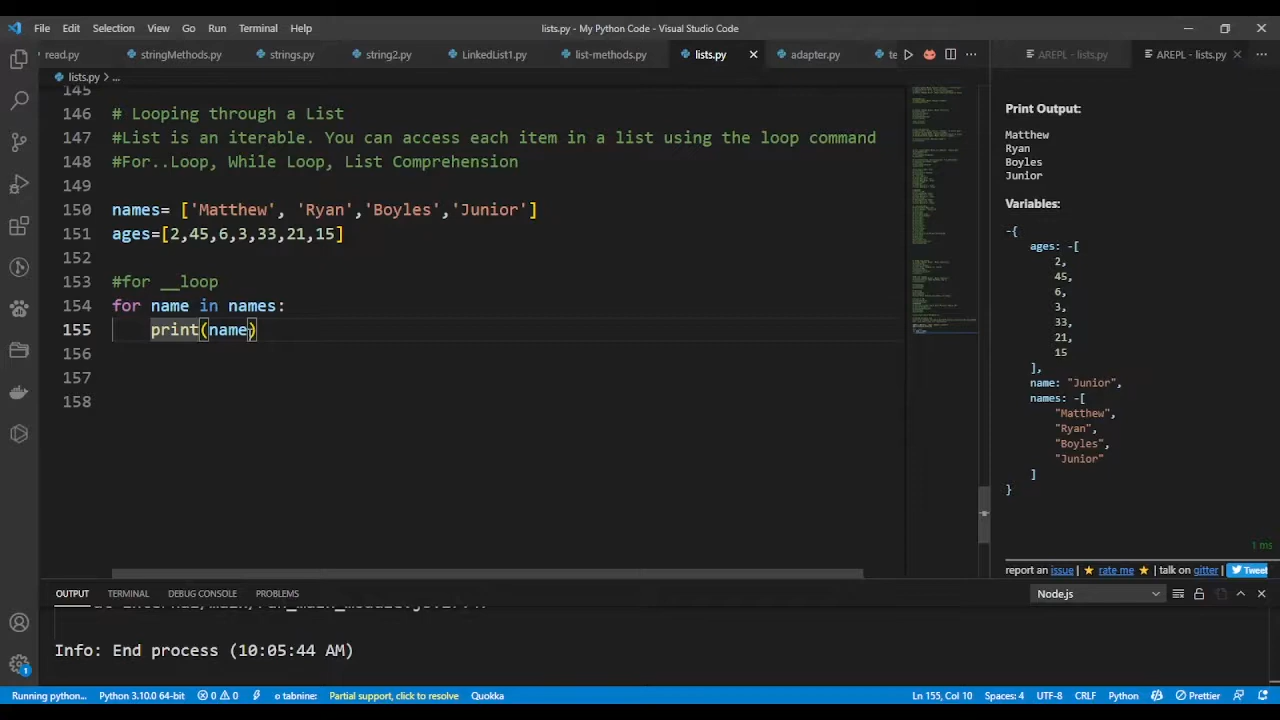 File Edit Selection View Go Run Terminal Help
lists.py - My Python Code - Visual Studio Code
read.py stringMethods.py strings.py string2.py LinkedList1.py list-methods.py lists.py adapter.py te
AREPL - lists.py AREPL - lists.py
lists.py > ...
145
146 # Looping through a List
147 #List is an iterable. You can access each item in a list using the loop command
148 #For..Loop,While Loop, List Comprehension
149
150 names= ['Matthew', 'Ryan','Boyles','Junior']
151 ages=[2,45,6,3,33,21,15]
152
153 #for __loop
154 for name in names:
155 print(name)
156
157
158
Print Output:
Matthew
Ryan
Boyles
Junior
Variables:
-{
ages: -[
2,
45,
6,
3,
33,
21,
15
],
name: "Junior",
names: -[
"Matthew",
"Ryan",
"Boyles",
"Junior"
]
}
1 ms
report an issue | ★ rate me ★ | talk on gitter | Tweet
OUTPUT TERMINAL DEBUG CONSOLE PROBLEMS
Node.js
Info: End process (10:05:44 AM)
1
Running python... Python 3.10.0 64-bit 0 0 tabnine: Partial support, click to resolve Quokka
Ln 155, Col 10 Spaces: 4 UTF-8 CRLF Python Prettier